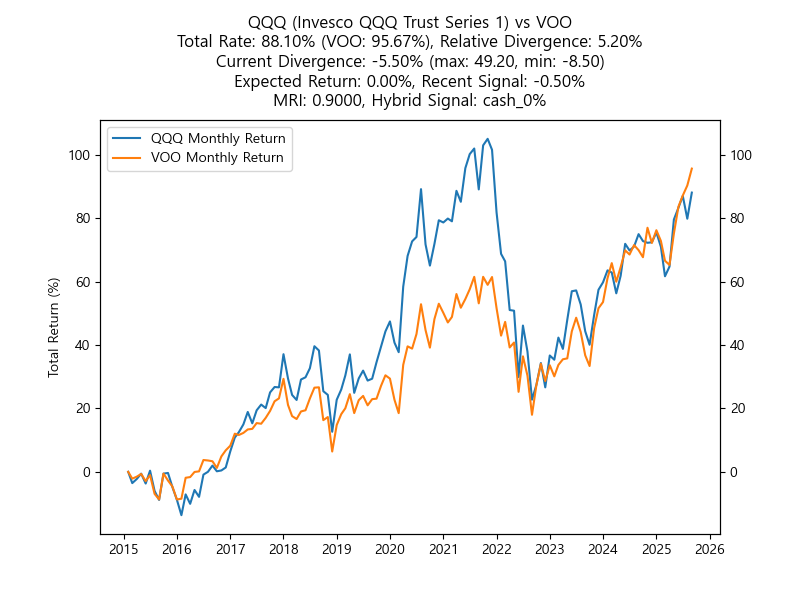 QQQ (Invesco QQQ Trust Series 1) vs VOO
Total Rate: 88.10% (VOO: 95.67%), Relative Divergence: 5.20%
Current Divergence: -5.50% (max: 49.20, min: -8.50)
Expected Return: 0.00%, Recent Signal: -0.50%
MRI: 0.9000, Hybrid Signal: cash_0%
QQQ Monthly Return
VOO Monthly Return
Total Return (%)
100
80
60
40
20
0
100
80
60
40
20
0
2015 2016 2017 2018 2019 2020 2021 2022 2023 2024 2025 2026